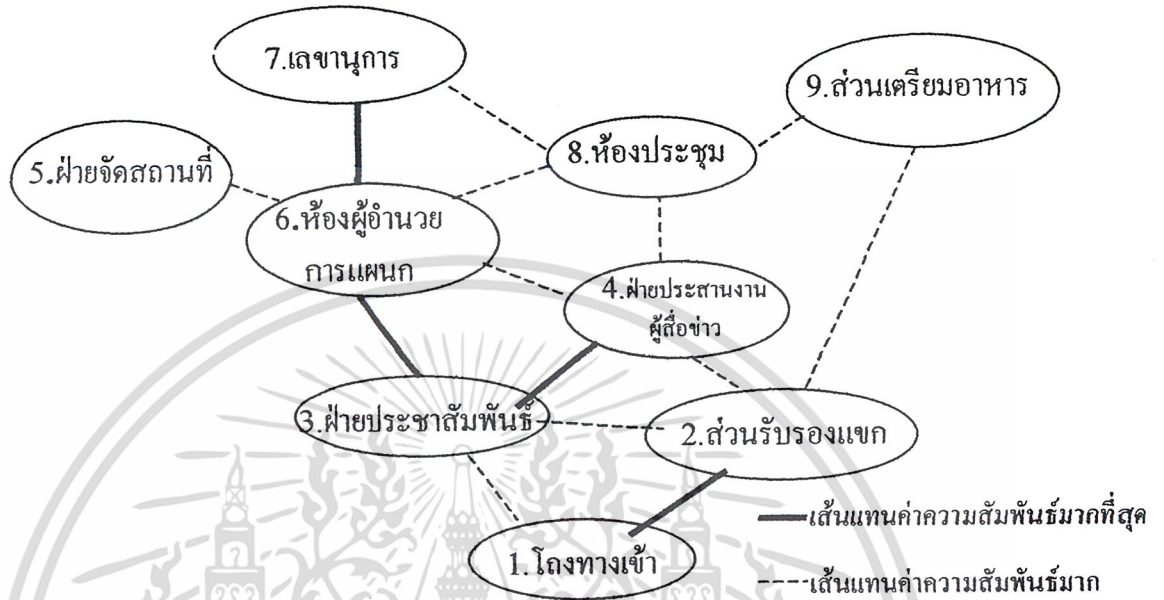 7.เลขานุการ
9.ส่วนเตรียมอาหาร
8.ห้องประชุม
5.ฝ่ายจัดสถานที่
6.ห้องผู้อำนวย
การแผนก
4.ฝ่ายประสานงาน
ผู้สื่อข่าว
3.ฝ่ายประชาสัมพันธ์
2.ส่วนรับรองแขก
เส้นแทนค่าความสัมพันธ์มากที่สุด
1.โถงทางเข้า
เส้นแทนค่าความสัมพันธ์มาก